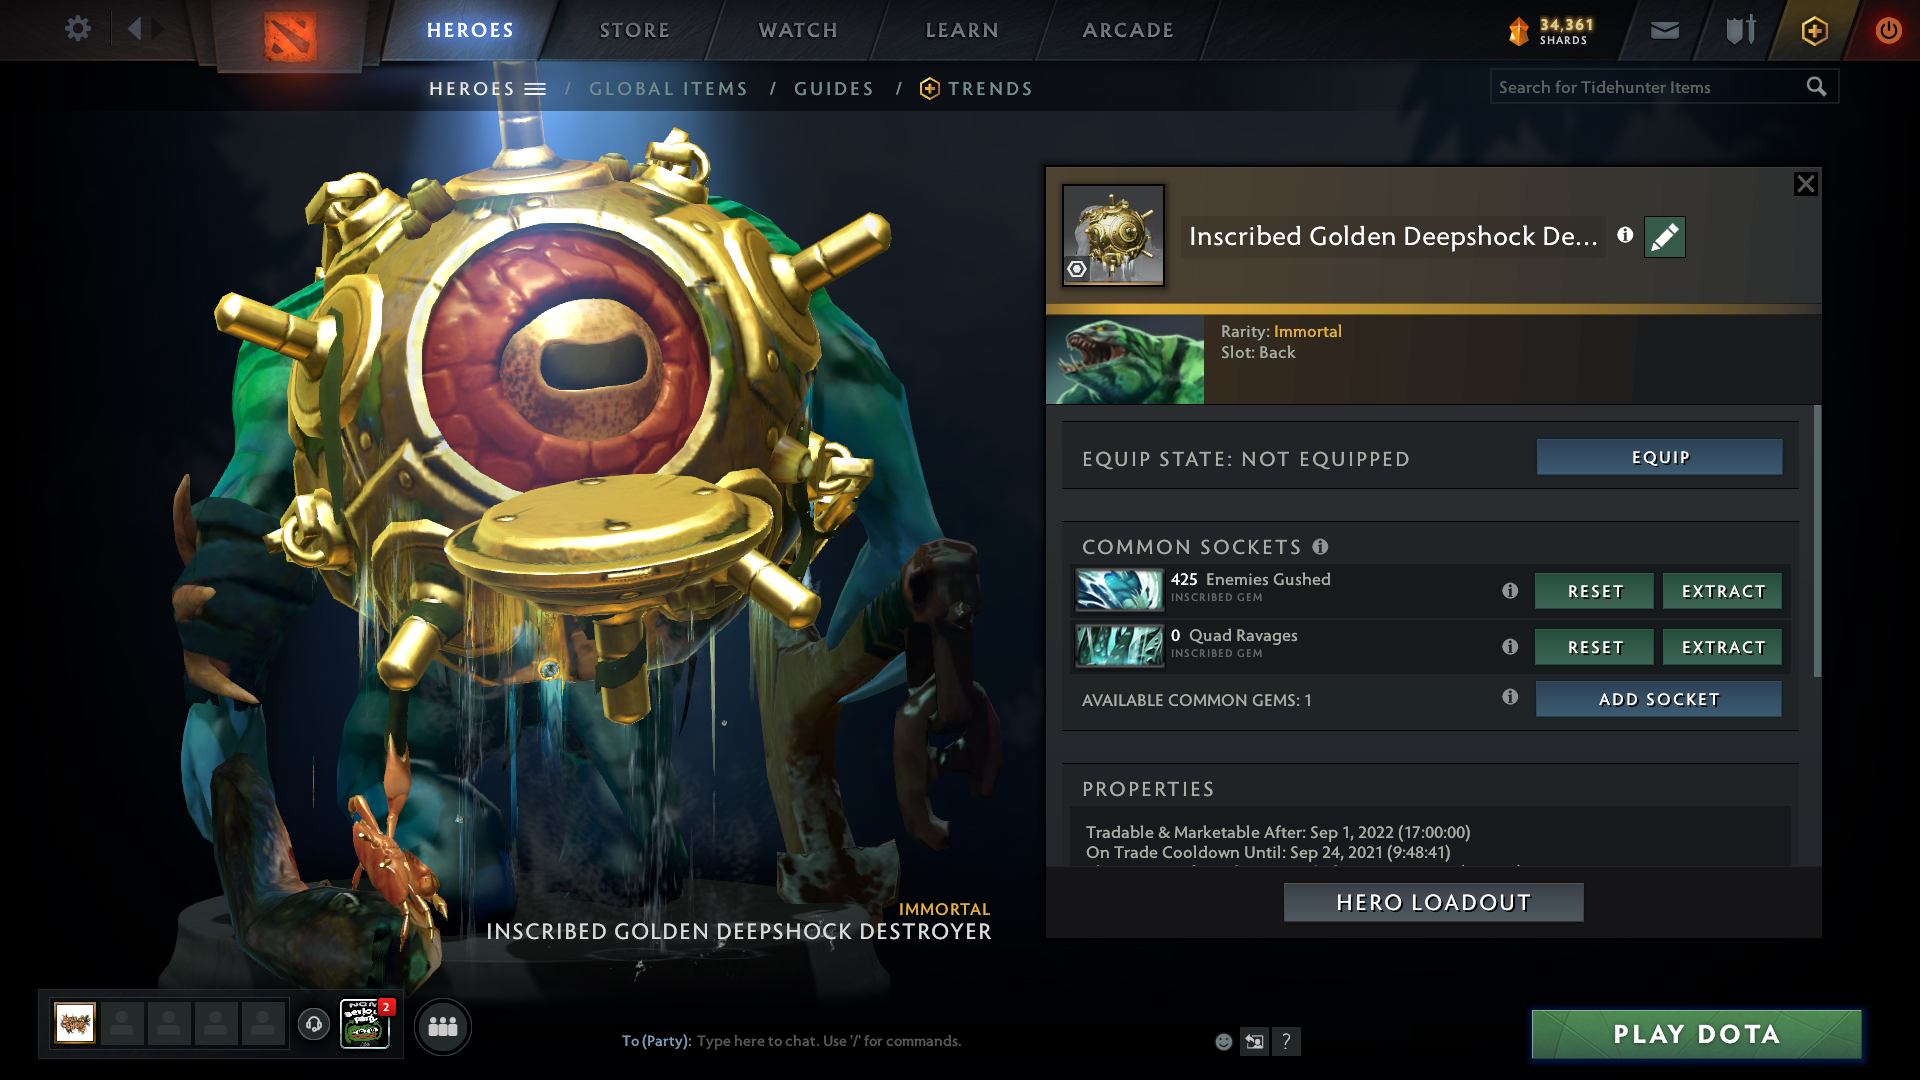 HEROES
STORE
WATCH
LEARN
ARCADE
34,361
SHARDS
HEROES / GLOBAL ITEMS / GUIDES / TRENDS
Search for Tidehunter Items
Inscribed Golden Deepshock De...
Rarity: Immortal
Slot: Back
EQUIP STATE: NOT EQUIPPED
EQUIP
COMMON SOCKETS
425 Enemies Gushed
INSCRIBED GEM
RESET
EXTRACT
0 Quad Ravages
INSCRIBED GEM
RESET
EXTRACT
AVAILABLE COMMON GEMS: 1
ADD SOCKET
PROPERTIES
Tradable & Marketable After: Sep 1, 2022 (17:00:00)
On Trade Cooldown Until: Sep 24, 2021 (9:48:41)
HERO LOADOUT
IMMORTAL
INSCRIBED GOLDEN DEEPSHOCK DESTROYER
2
To (Party): Type here to chat. Use '/' for commands.
?
PLAY DOTA